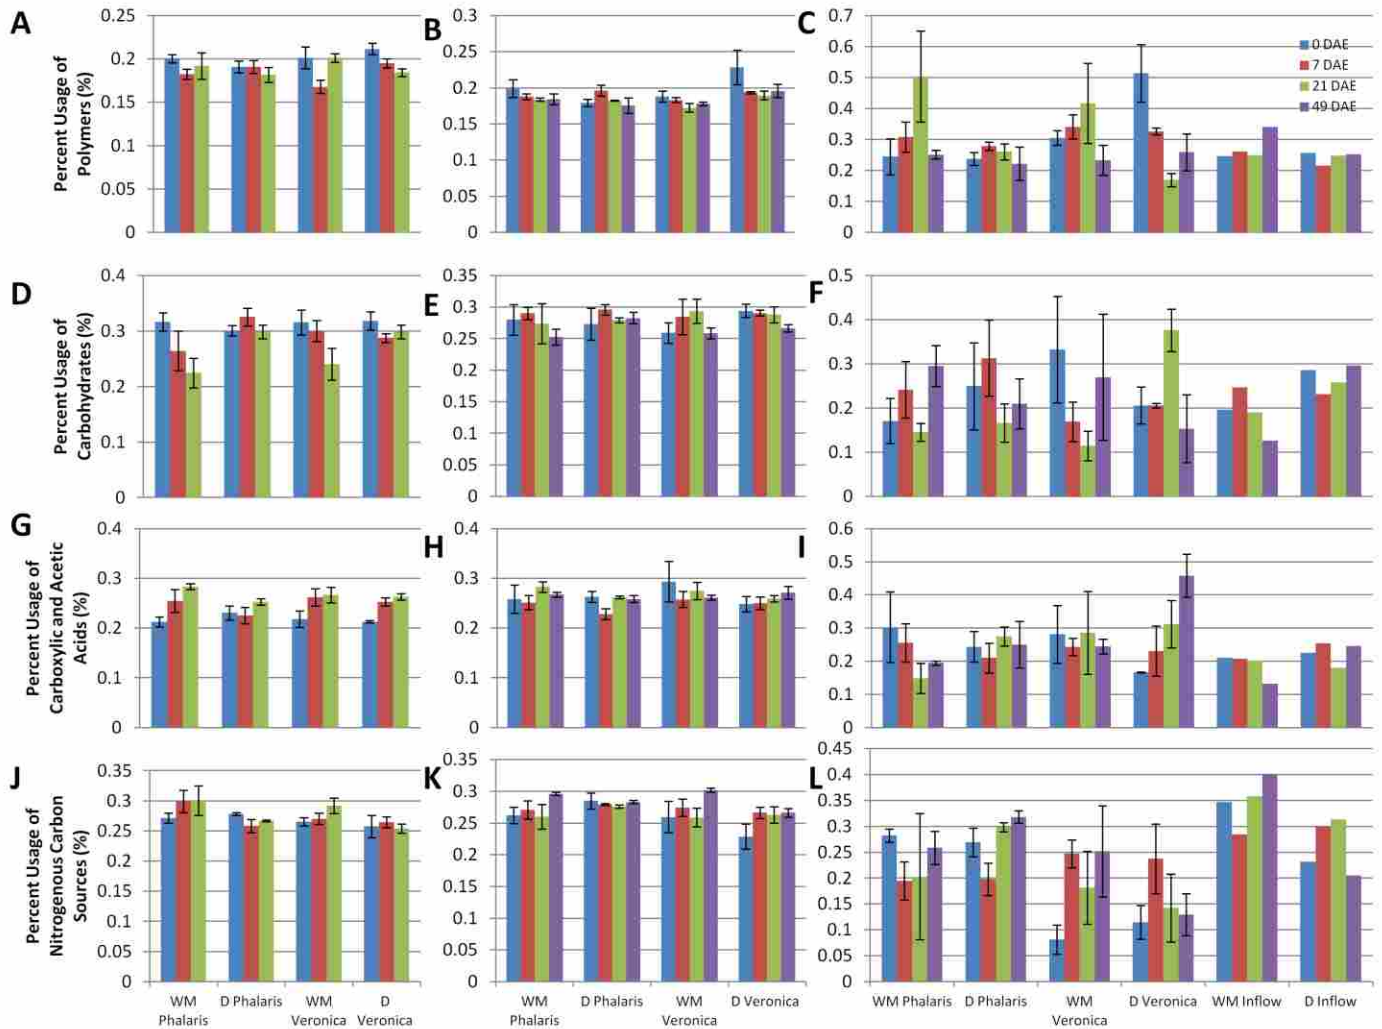 A
Percent Usage of
Polymers (%)
0.25
0.2
0.15
0.1
0.05
0
B
0.3
0.25
0.2
0.15
0.1
0.05
0
C
0.7
0.6
0.5
0.4
0.3
0.2
0.1
0
0 DAE
7 DAE
21 DAE
49 DAE
D
Percent Usage of
Carbohydrates (%)
0.4
0.3
0.2
0.1
0
E
0.35
0.3
0.25
0.2
0.15
0.1
0.05
0
F
0.5
0.4
0.3
0.2
0.1
0
G
Percent Usage of
Carboxylic and Acetic
Acids (%)
0.4
0.3
0.2
0.1
0
H
0.4
0.3
0.2
0.1
0
I
0.6
0.5
0.4
0.3
0.2
0.1
0
J
Percent Usage of
Nitrogenous Carbon
Sources (%)
0.35
0.3
0.25
0.2
0.15
0.1
0.05
0
WM
Phalaris
D Phalaris
WM
Veronica
D
Veronica
K
0.35
0.3
0.25
0.2
0.15
0.1
0.05
0
WM
Phalaris
D Phalaris
WM
Veronica
D Veronica
L
0.45
0.4
0.35
0.3
0.25
0.2
0.15
0.1
0.05
0
WM Phalaris
D Phalaris
WM
Veronica
D Veronica
WM Inflow
D Inflow